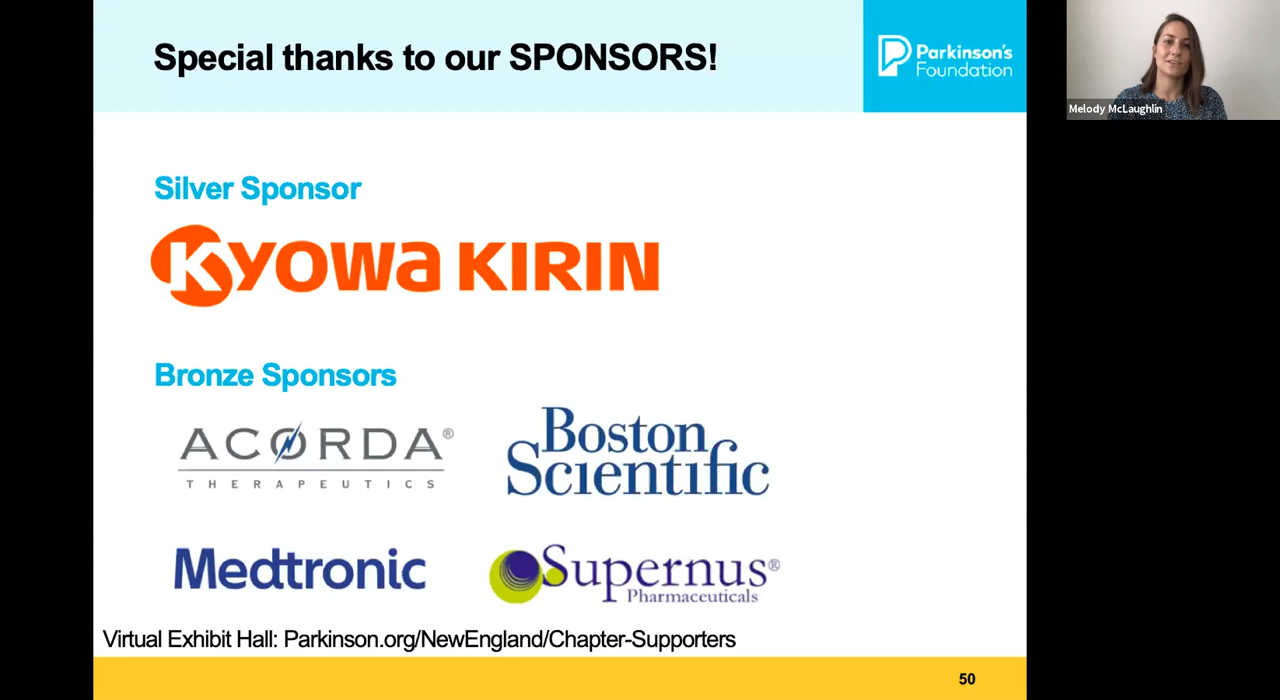 Special thanks to our SPONSORS!
Parkinson's
Foundation
Melody McLaughlin
Silver Sponsor
KYOWA KIRIN
Bronze Sponsors
ACORDA®
THERAPEUTICS
Boston
Scientific
Medtronic
Supernus®
Pharmaceuticals
Virtual Exhibit Hall: Parkinson.org/NewEngland/Chapter-Supporters
50